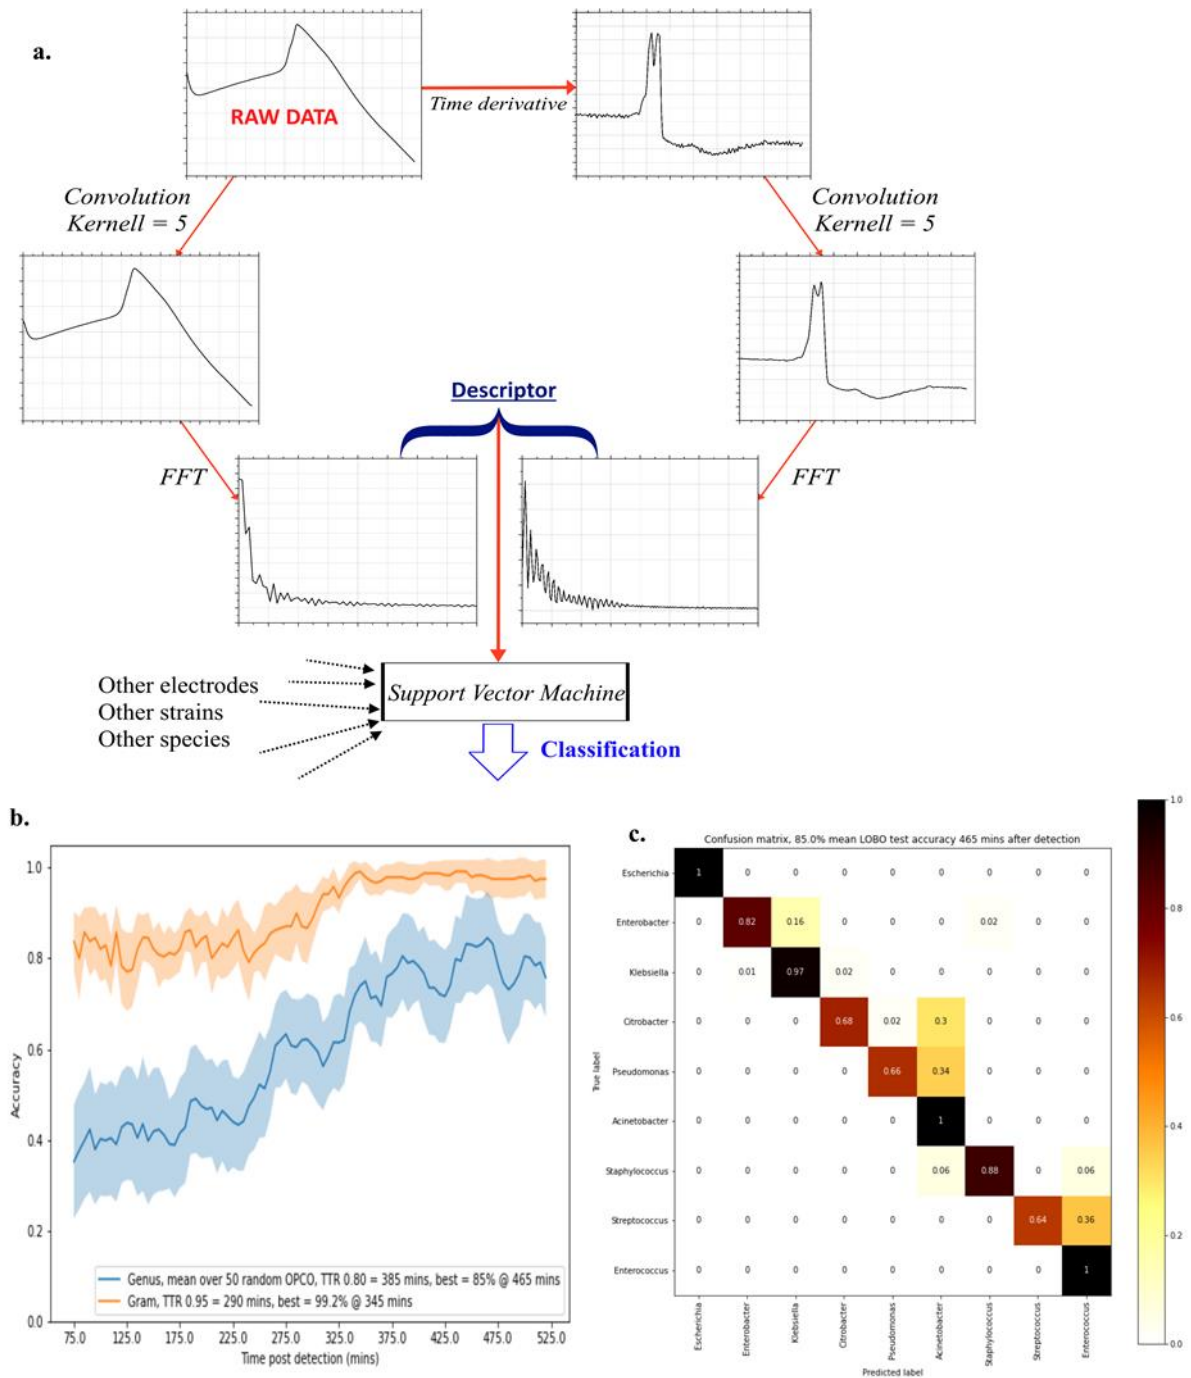 a.
RAW DATA
Time derivative
Convolution
Kernell = 5
Convolution
Kernell = 5
Descriptor
FFT
FFT
Other electrodes
Other strains
Other species
Support Vector Machine
Classification
b.
Accuracy
1.0
0.8
0.6
0.4
0.2
0.0
Genus, mean over 50 random OPCO, TTR 0.80 = 385 mins, best = 85% @ 465 mins
Gram, TTR 0.95 = 290 mins, best = 99.2% @ 345 mins
75.0 125.0 175.0 225.0 275.0 325.0 375.0 425.0 475.0 525.0
Time post detection (mins)
c.
Confusion matrix, 85.0% mean LOBO test accuracy 465 mins after detection
True label
Escherichia 1 0 0 0 0 0 0 0 0
Enterobacter 0 0.82 0.16 0 0 0 0.02 0 0
Klebsiella 0 0.01 0.97 0.02 0 0 0 0 0
Citrobacter 0 0 0 0.68 0.02 0.3 0 0 0
Pseudomonas 0 0 0 0 0.66 0.34 0 0 0
Acinetobacter 0 0 0 0 0 1 0 0 0
Staphylococcus 0 0 0 0 0 0.06 0.88 0 0.06
Streptococcus 0 0 0 0 0 0 0 0.64 0.36
Enterococcus 0 0 0 0 0 0 0 0 1
Escherichia
Enterobacter
Klebsiella
Citrobacter
Pseudomonas
Acinetobacter
Staphylococcus
Streptococcus
Enterococcus
Predicted label
1.0
0.8
0.6
0.4
0.2
0.0